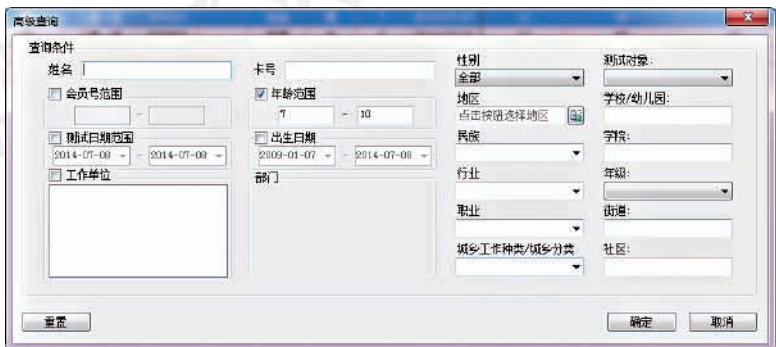 高级查询
查询条件
姓名
卡号
性别
全部
测试对象:
会员号范围
-
年龄范围
7 - 10
地区
点击按钮选择地区
学校/幼儿园:
测试日期范围
2014-07-08 - 2014-07-08
出生日期
2009-01-07 - 2014-07-08
民族
学院:
工作单位
部门
行业
年级:
职业
街道:
城乡工作种类/城乡分类
社区:
重置
确定
取消